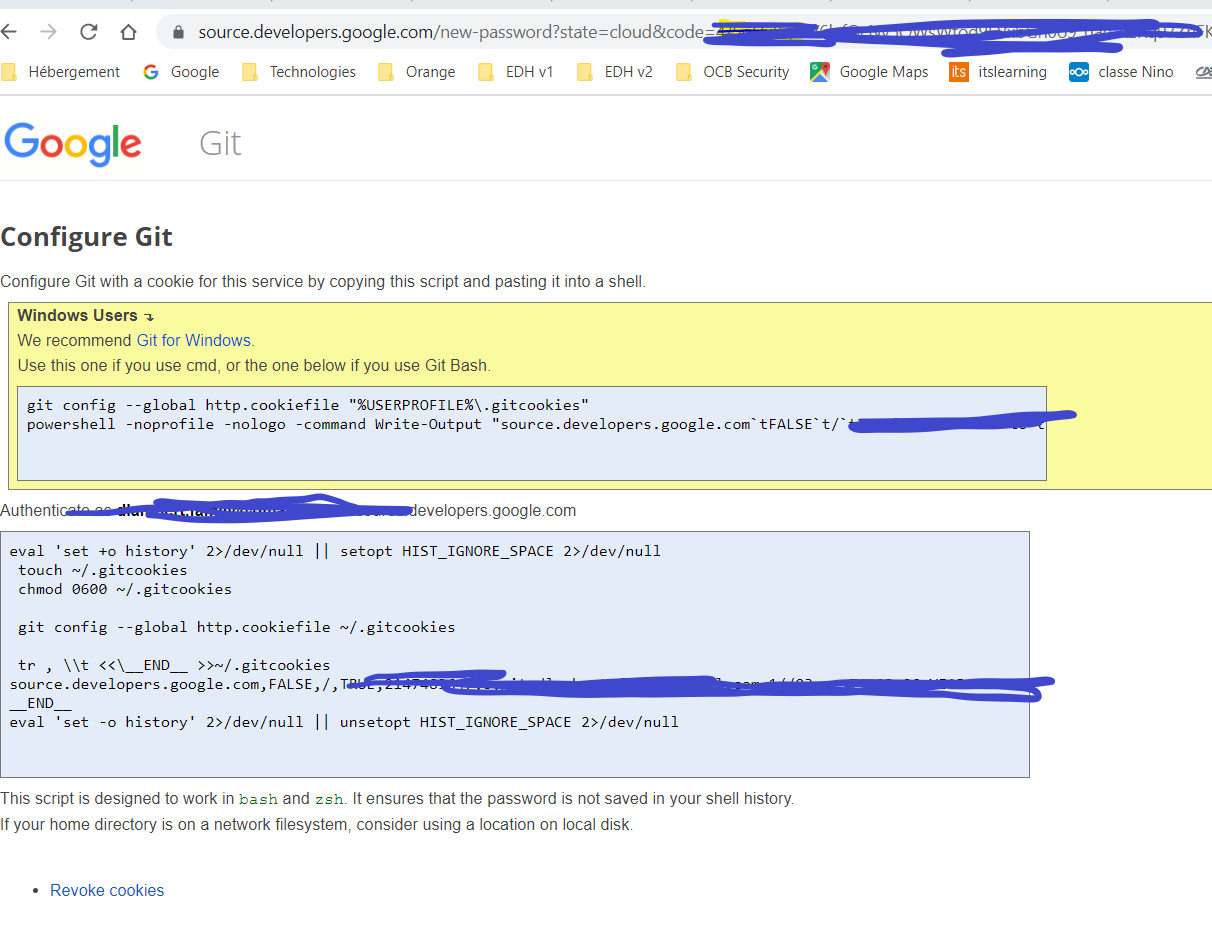 source.developers.google.com/new-password?state=cloud&code=
Hébergement Google Technologies Orange EDH v1 EDH v2 OCB Security Google Maps its itslearning classe Nino
Google Git
Configure Git
Configure Git with a cookie for this service by copying this script and pasting it into a shell.
Windows Users ↴
We recommend Git for Windows.
Use this one if you use cmd, or the one below if you use Git Bash.
git config --global http.cookiefile "%USERPROFILE%\.gitcookies"
powershell -noprofile -nologo -command Write-Output "source.developers.google.com`tFALSE`t/`
Authenticate as developers.google.com
eval 'set +o history' 2>/dev/null || setopt HIST_IGNORE_SPACE 2>/dev/null
touch ~/.gitcookies
chmod 0600 ~/.gitcookies
git config --global http.cookiefile ~/.gitcookies
tr , \\t <<\__END__ >>~/.gitcookies
source.developers.google.com,FALSE,/,TRUE,
__END__
eval 'set -o history' 2>/dev/null || unsetopt HIST_IGNORE_SPACE 2>/dev/null
This script is designed to work in bash and zsh. It ensures that the password is not saved in your shell history.
If your home directory is on a network filesystem, consider using a location on local disk.
• Revoke cookies